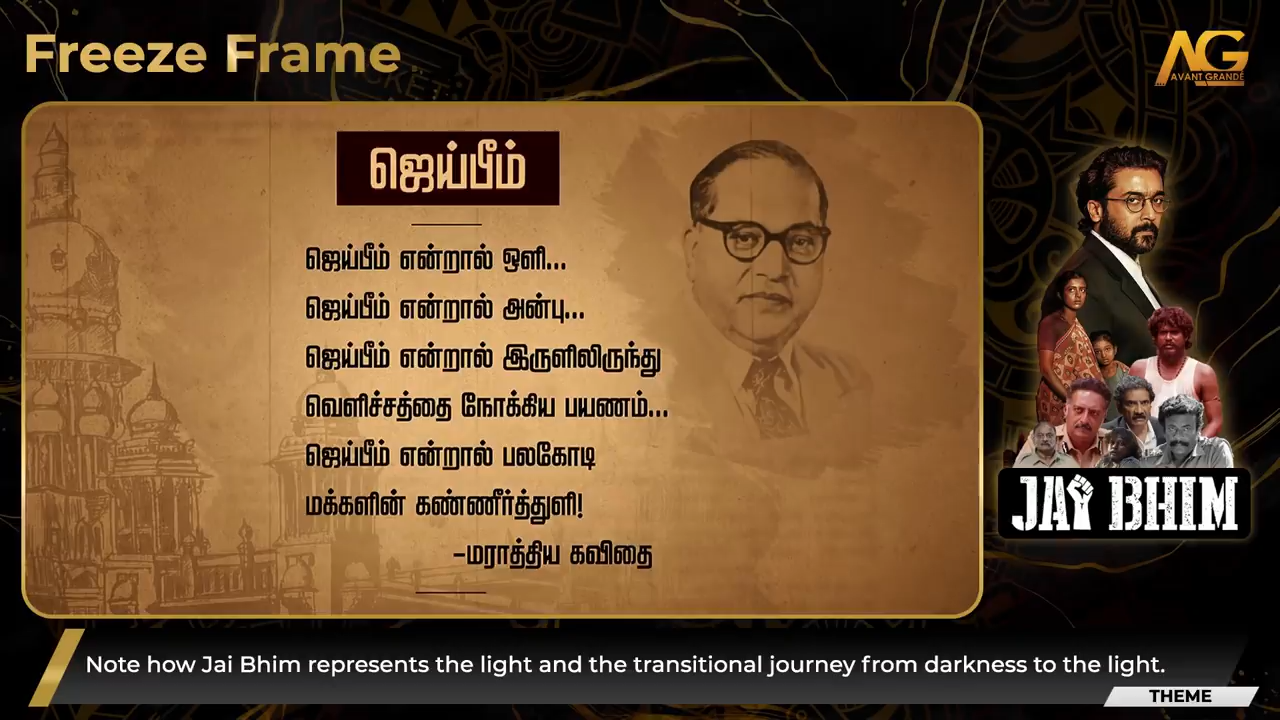 Freeze Frame
AG
AVANT GRANDÉ
ஜெய்பீம்
ஜெய்பீம் என்றால் ஒளி...
ஜெய்பீம் என்றால் அன்பு...
ஜெய்பீம் என்றால் இருளிலிருந்து
வெளிச்சத்தை நோக்கிய பயணம்...
ஜெய்பீம் என்றால் பலகோடி
மக்களின் கண்ணீர்த்துளி!
-மராத்திய கவிதை
JAI BHIM
Note how Jai Bhim represents the light and the transitional journey from darkness to the light.
THEME